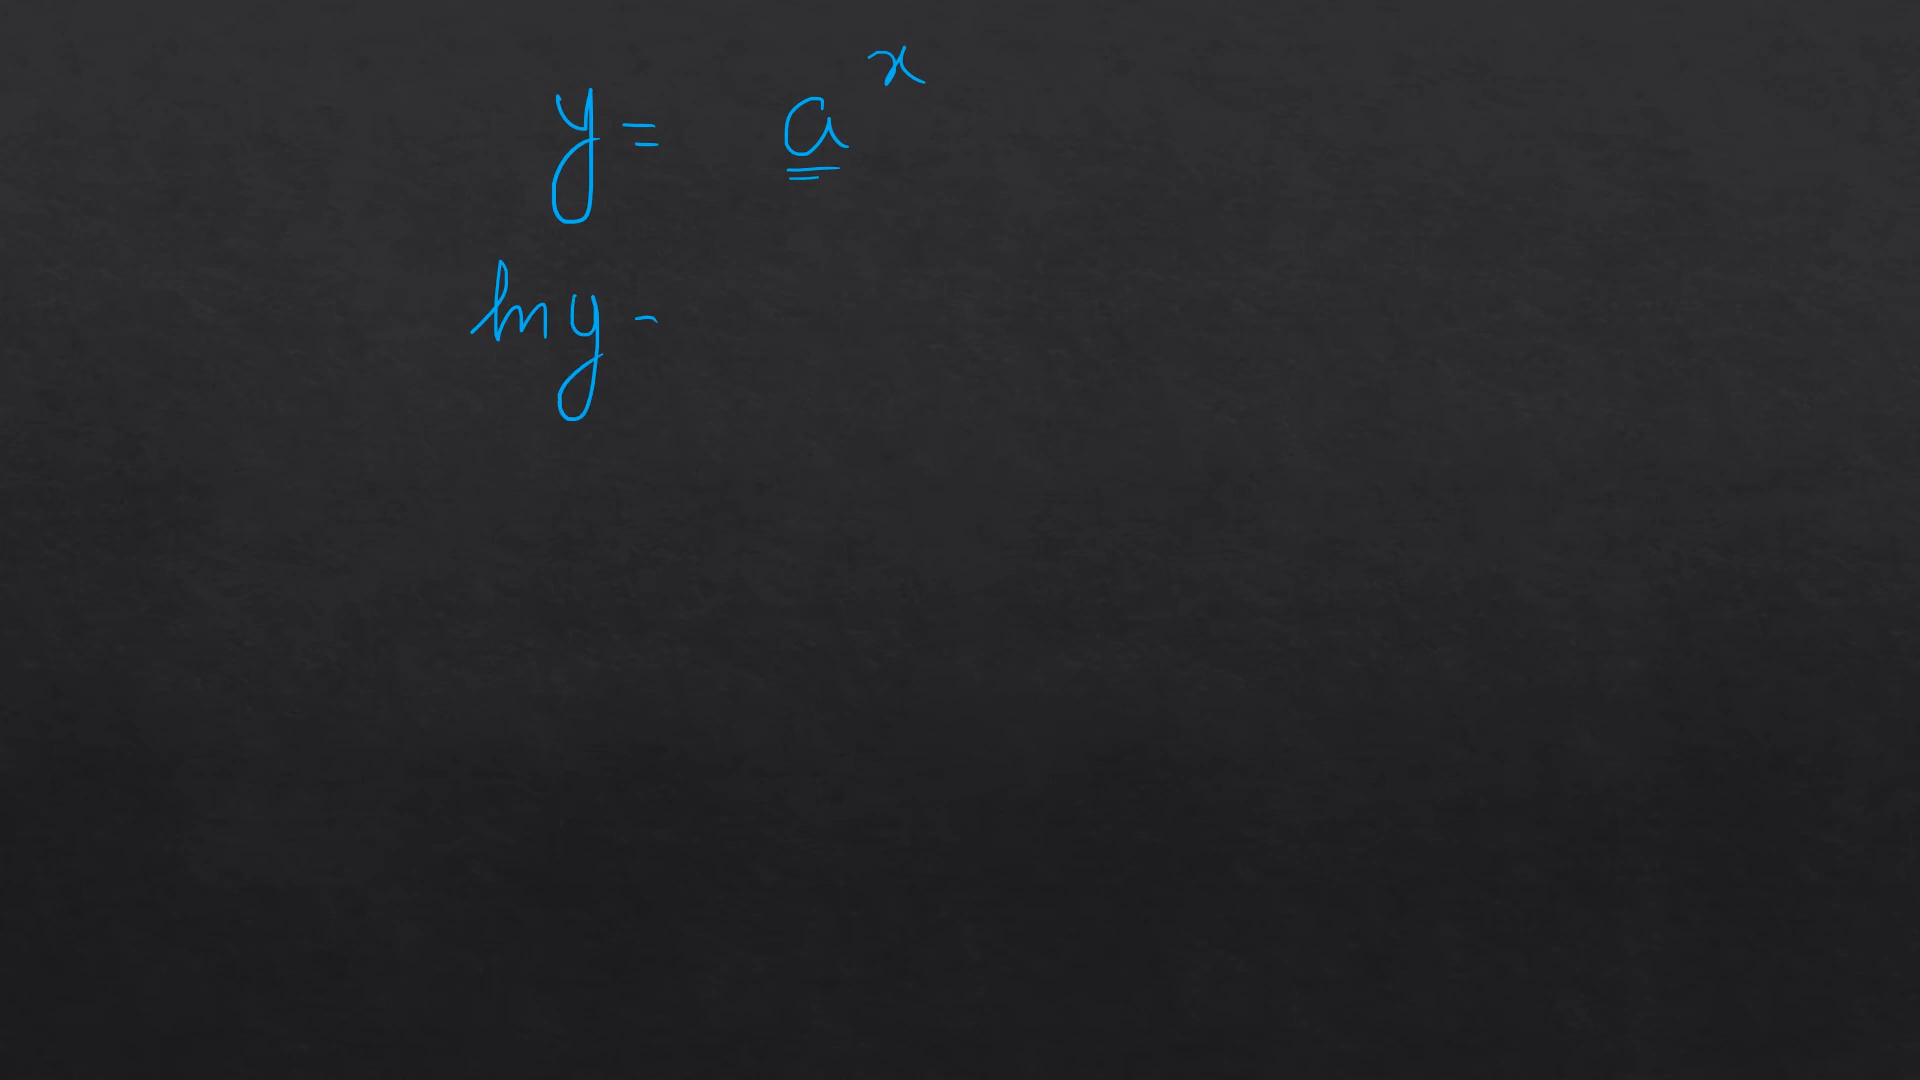 y = a^x
ln y -